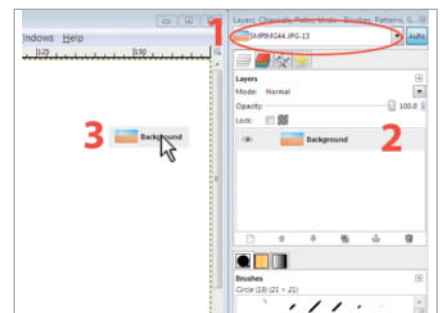 Layers, Channels, Paths, Undo - Brushes, Patterns, S...
1
SMPIMG44.JPG-13
Auto
indows Help
125
150
Layers
Mode: Normal
Opacity:
100.0
Lock:
3
Background
Background
2
Brushes
Circle (19) (21 × 21)